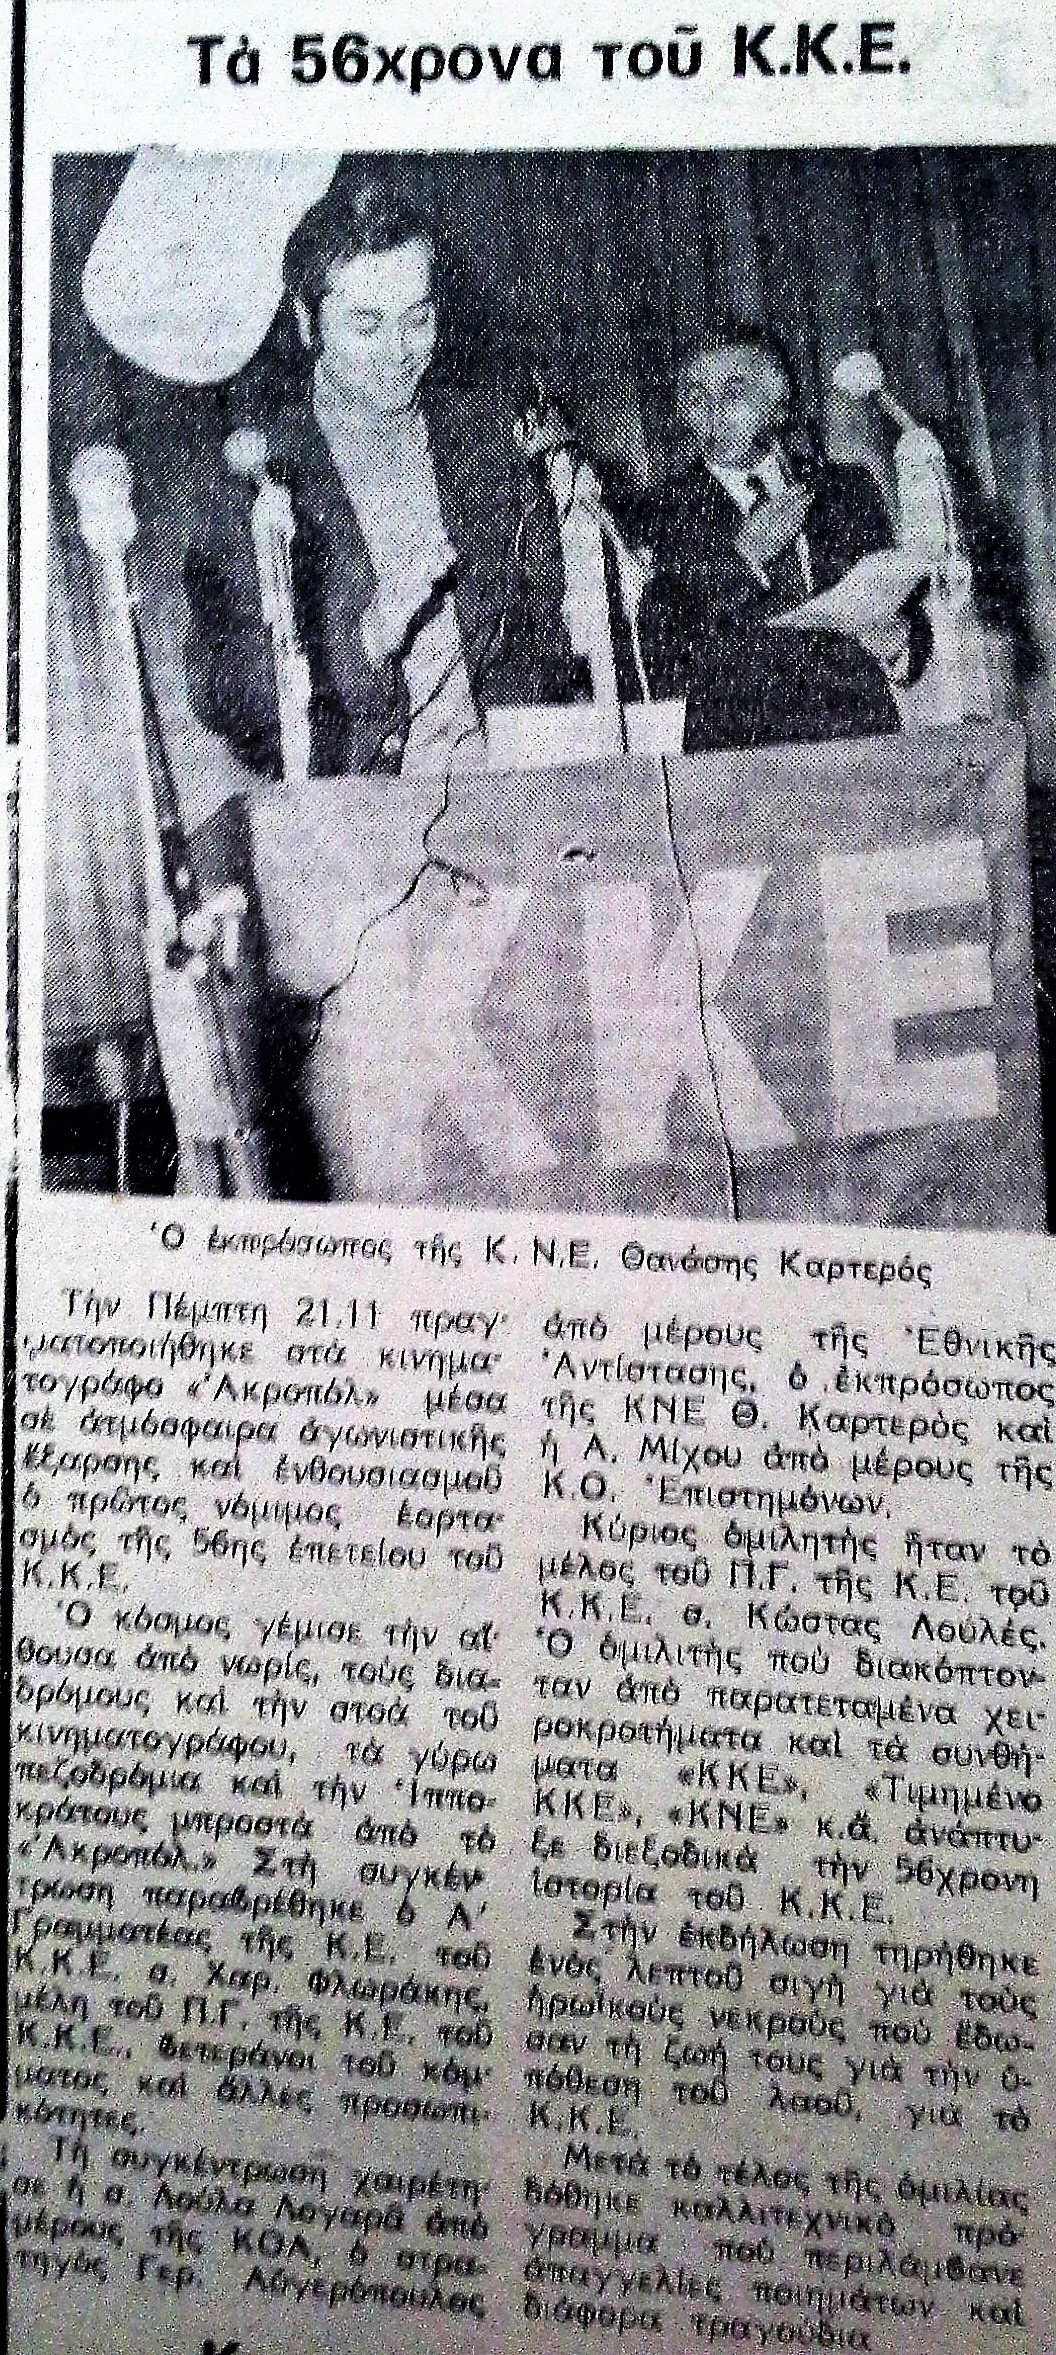 Τὰ 56χρονα τοῦ Κ.Κ.Ε.
ΚΚΕ
Ὁ ἐκπρόσωπος τῆς Κ.Ν.Ε. Θανάσης Καρτερός
Τὴν Πέμπτη 21.11 πραγ-
ματοποιήθηκε στὰ κινημα-
τογράφο «Ἀκροπόλ» μέσα
σὲ ἀτμόσφαιρα ἀγωνιστικῆς
ἔξαρσης καὶ ἐνθουσιασμοῦ
ὁ πρῶτος νόμιμος ἑορτα-
σμὸς τῆς 56ης ἐπετείου τοῦ
Κ.Κ.Ε.
Ὁ κόσμος γέμισε τὴν αἴ-
θουσα ἀπὸ νωρίς, τοὺς δια-
δρόμους καὶ τὴν στοὰ τοῦ
κινηματογράφου, τὰ γύρω
πεζοδρόμια καὶ τὴν Ἱππο-
κράτους μπροστὰ ἀπὸ τὸ
«Ἀκροπόλ.» Στὴ συγκέν
τρωση παραβρέθηκε ὁ Α'
Γραμματέας τῆς Κ.Ε. τοῦ
Κ.Κ.Ε. σ. Χαρ. Φλωράκης,
μέλη τοῦ Π.Γ. τῆς Κ.Ε. τοῦ
Κ.Κ.Ε., βετεράνοι τοῦ κόμ-
ματος καὶ ἄλλες προσωπι-
κότητες.
Τὴ συγκέντρωση χαιρέτη-
σε ἡ σ. Λούλα Λογαρᾶ ἀπὸ
μέρους τῆς ΚΟΑ, ὁ στρα-
τηγὸς Γερ. Αὐγερόπουλος
ἀπὸ μέρους τῆς Ἐθνικῆς
Ἀντίστασης, ὁ ἐκπρόσωπος
τῆς ΚΝΕ Θ. Καρτερὸς καὶ
ἡ Α. Μίχου ἀπὸ μέρους τῆς
Κ.Ο. Ἐπιστημόνων.
Κύριος ὁμιλητὴς ἦταν τὸ
μέλος τοῦ Π.Γ. τῆς Κ.Ε. τοῦ
Κ.Κ.Ε. σ. Κώστας Λουλές.
Ὁ ὁμιλιτὴς ποὺ διακόπτον-
ταν ἀπὸ παρατεταμένα χει-
ροκροτήματα καὶ τὰ συνθή-
ματα «ΚΚΕ», «Τιμημένο
ΚΚΕ», «ΚΝΕ» κ.ἄ. ἀνάπτυ-
ξε διεξοδικὰ τὴν 56χρονη
ἱστορία τοῦ Κ.Κ.Ε.
Στὴν ἐκδήλωση τηρήθηκε
ἑνὸς λεπτοῦ σιγὴ γιὰ τοὺς
ἡρωϊκοὺς νεκροὺς ποὺ ἔδω-
σαν τὴ ζωή τους γιὰ τὴν ὑ-
πόθεση τοῦ λαοῦ, γιὰ τὸ
Κ.Κ.Ε.
Μετὰ τὸ τέλος τῆς ὁμιλίας
δόθηκε καλλιτεχνικὸ πρό-
γραμμα ποὺ περιλάμβανε
ἀπαγγελίες ποιημάτων καὶ
διάφορα τραγούδια